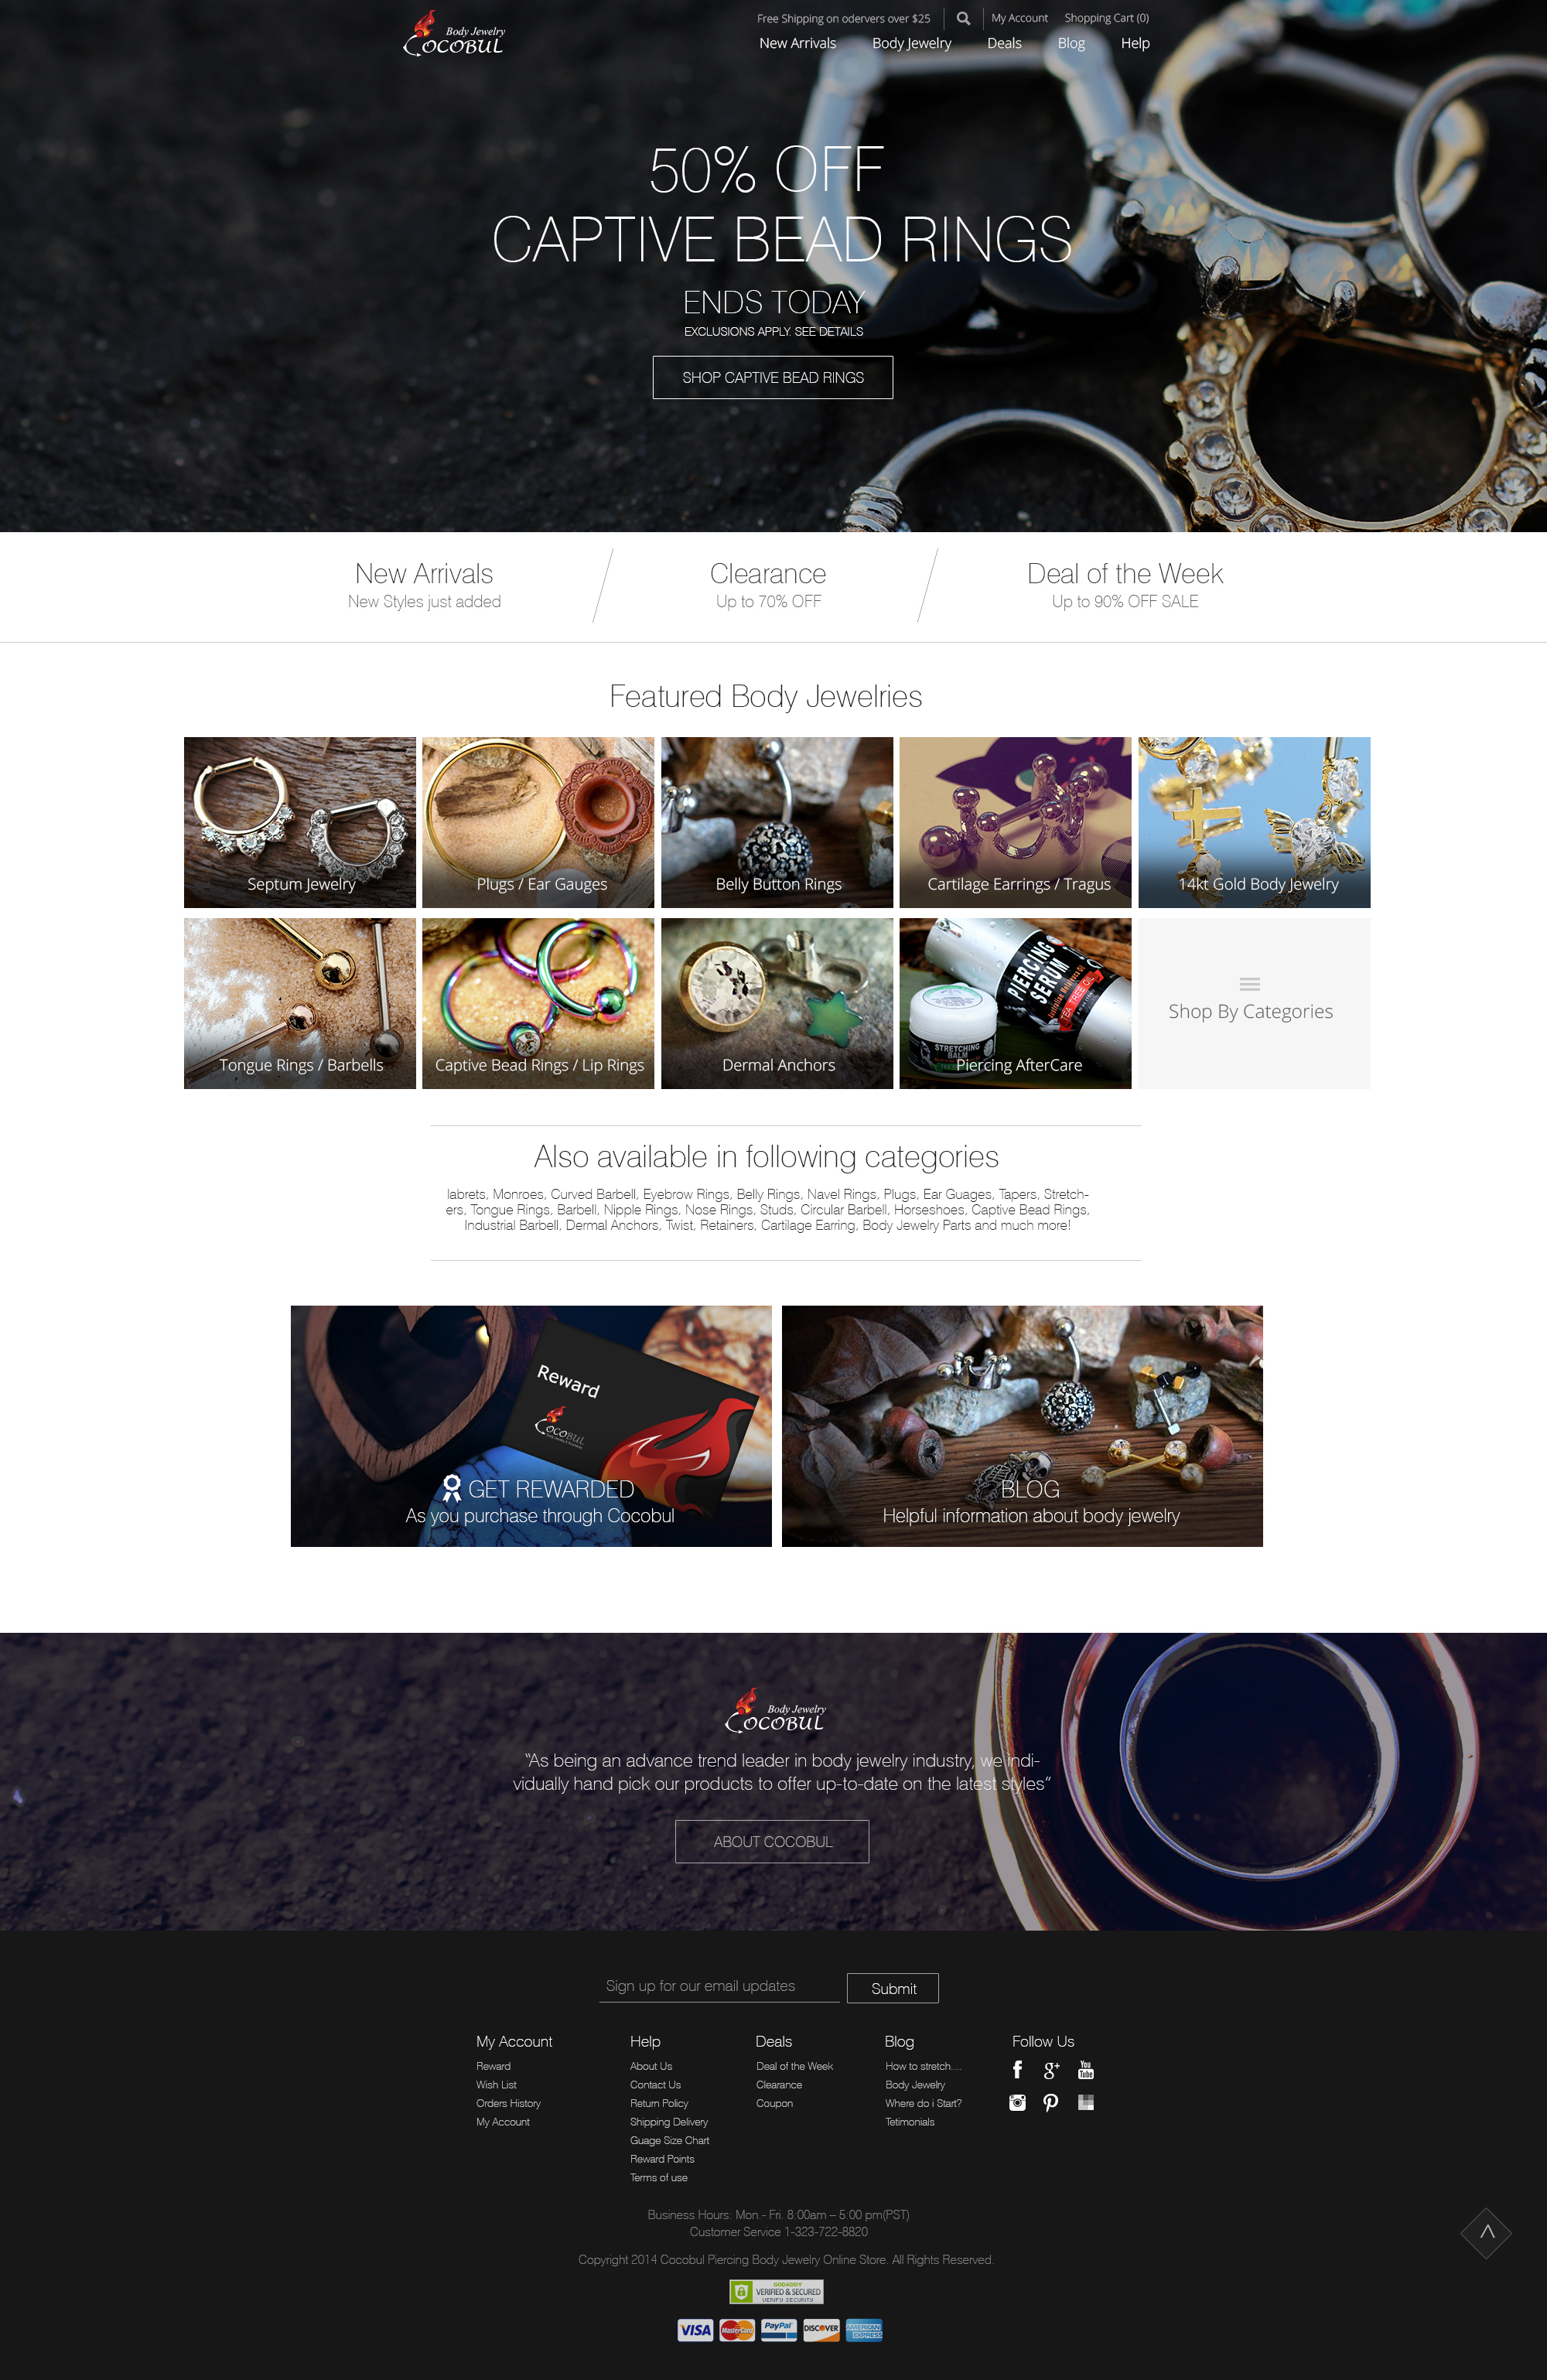 Body Jewelry
COCOBUL
Free Shipping on odervers over $25
My Account
Shopping Cart (0)
New Arrivals
Body Jewelry
Deals
Blog
Help
50% OFF
CAPTIVE BEAD RINGS
ENDS TODAY
EXCLUSIONS APPLY. SEE DETAILS
SHOP CAPTIVE BEAD RINGS
New Arrivals
New Styles just added
Clearance
Up to 70% OFF
Deal of the Week
Up to 90% OFF SALE
Featured Body Jewelries
Septum Jewelry
Plugs / Ear Gauges
Belly Button Rings
Cartilage Earrings / Tragus
14kt Gold Body Jewelry
Tongue Rings / Barbells
Captive Bead Rings / Lip Rings
Dermal Anchors
PIERCING
SERUM
TEA TREE OIL
STRETCHING
BALM
Piercing AfterCare
Shop By Categories
Also available in following categories
labrets, Monroes, Curved Barbell, Eyebrow Rings, Belly Rings, Navel Rings, Plugs, Ear Guages, Tapers, Stretch-
ers, Tongue Rings, Barbell, Nipple Rings, Nose Rings, Studs, Circular Barbell, Horseshoes, Captive Bead Rings,
Industrial Barbell, Dermal Anchors, Twist, Retainers, Cartilage Earring, Body Jewelry Parts and much more!
Reward
COCOBUL
GET REWARDED
As you purchase through Cocobul
BLOG
Helpful information about body jewelry
Body Jewelry
COCOBUL
“As being an advance trend leader in body jewelry industry, we indi-
vidually hand pick our products to offer up-to-date on the latest styles”
ABOUT COCOBUL
Sign up for our email updates
Submit
My Account
Reward
Wish List
Orders History
My Account
Help
About Us
Contact Us
Return Policy
Shipping Delivery
Guage Size Chart
Reward Points
Terms of use
Deals
Deal of the Week
Clearance
Coupon
Blog
How to stretch....
Body Jewelry
Where do i Start?
Tetimonials
Follow Us
f
g+
You
Tube
Business Hours: Mon.- Fri. 8:00am – 5:00 pm(PST)
Customer Service 1-323-722-8820
Copyright 2014 Cocobul Piercing Body Jewelry Online Store. All Rights Reserved.
GODADDY
VERIFIED & SECURED
VERIFY SECURITY
VISA
MasterCard
PayPal
DISCOVER
AMERICAN
EXPRESS